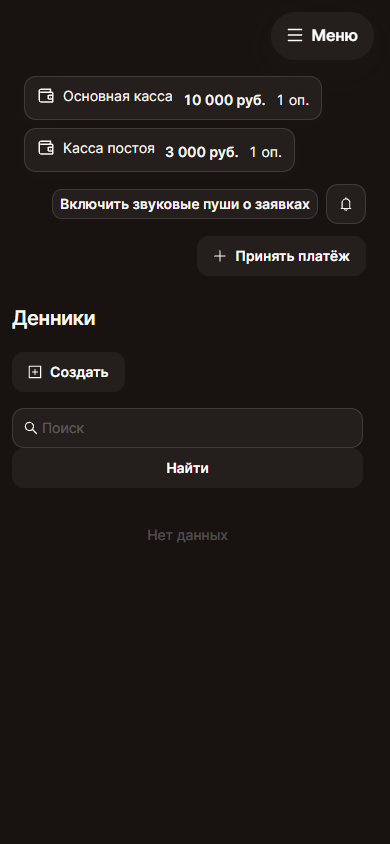 Меню
Основная касса 10 000 руб. 1 оп.
Касса постоя 3 000 руб. 1 оп.
Включить звуковые пуши о заявках
Принять платёж
Денники
Создать
Поиск
Найти
Нет данных